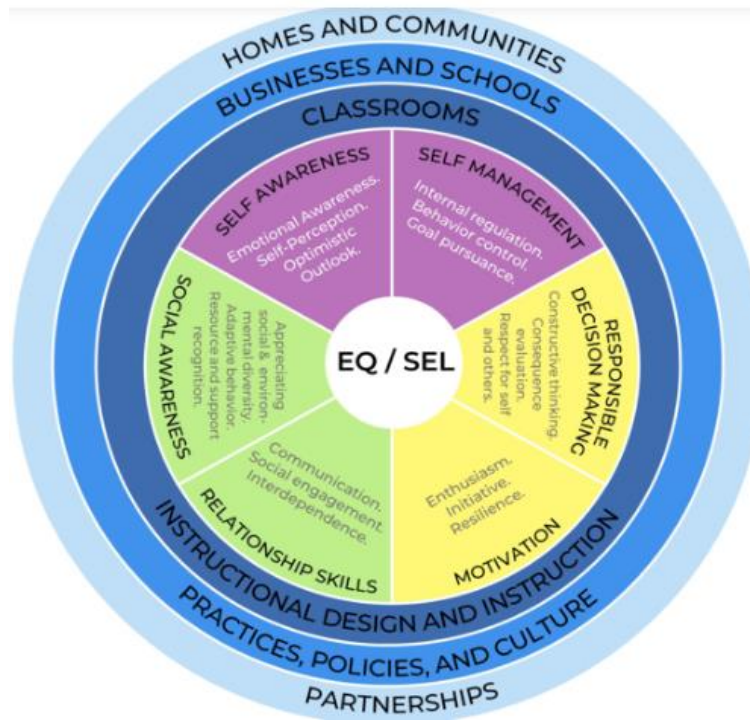 HOMES AND COMMUNITIES
BUSINESSES AND SCHOOLS
CLASSROOMS
SELF AWARENESS
Emotional Awareness.
Self-Perception.
Optimistic
Outlook.
SELF MANAGEMENT
Internal regulation.
Behavior control.
Goal pursuance.
RESPONSIBLE
DECISION MAKING
Constructive thinking.
Consequence
evaluation.
Respect for self
and others.
MOTIVATION
Enthusiasm.
Initiative.
Resilience.
RELATIONSHIP SKILLS
Communication.
Social engagement.
Interdependence.
SOCIAL AWARENESS
Appreciating
social & environ-
mental diversity.
Adaptive behavior.
Resource and support
recognition.
EQ / SEL
INSTRUCTIONAL DESIGN AND INSTRUCTION
PRACTICES, POLICIES, AND CULTURE
PARTNERSHIPS